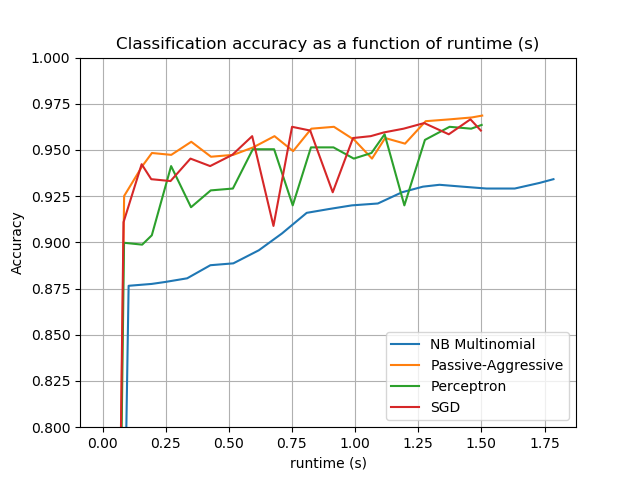 Classification accuracy as a function of runtime (s)
1.000
0.975
0.950
0.925
0.900
0.875
0.850
0.825
0.800
Accuracy
NB Multinomial
Passive-Aggressive
Perceptron
SGD
0.00 0.25 0.50 0.75 1.00 1.25 1.50 1.75
runtime (s)